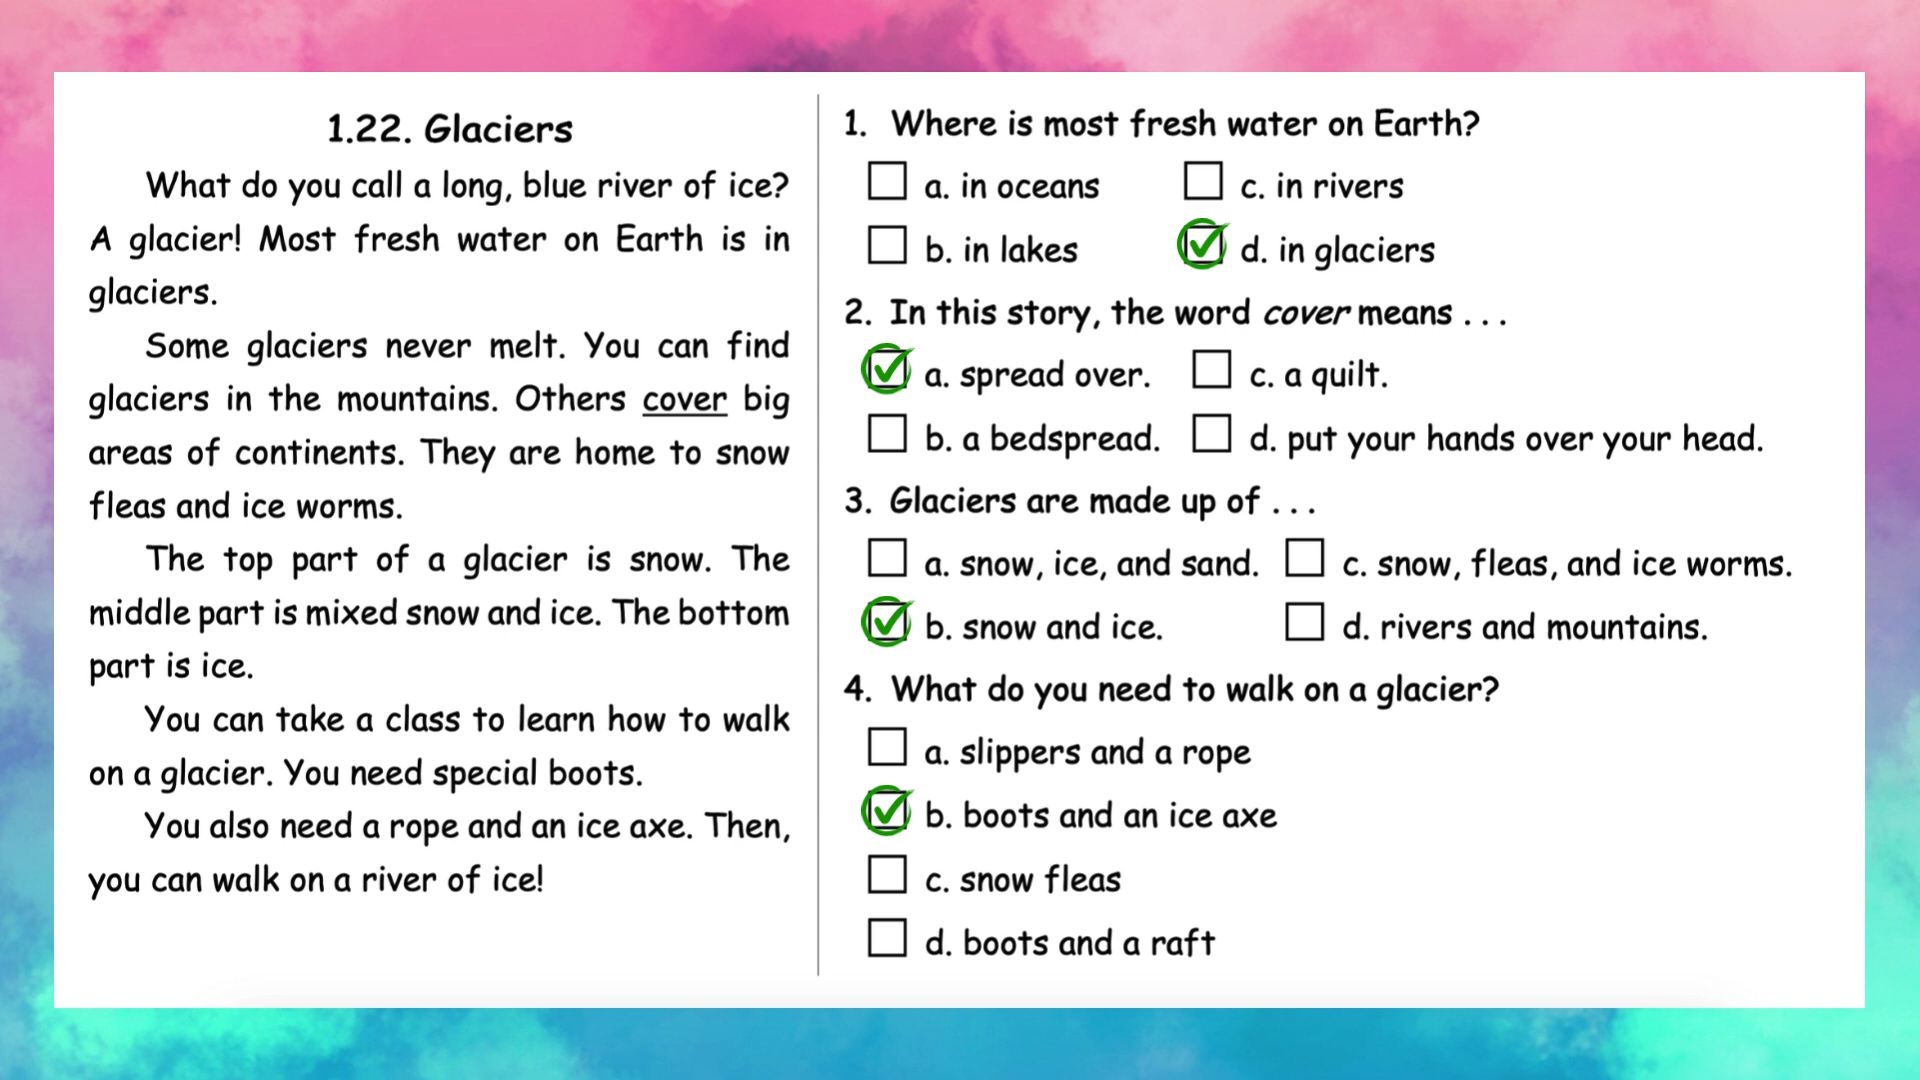 1.22. Glaciers
What do you call a long, blue river of ice?
A glacier! Most fresh water on Earth is in
glaciers.
Some glaciers never melt. You can find
glaciers in the mountains. Others cover big
areas of continents. They are home to snow
fleas and ice worms.
The top part of a glacier is snow. The
middle part is mixed snow and ice. The bottom
part is ice.
You can take a class to learn how to walk
on a glacier. You need special boots.
You also need a rope and an ice axe. Then,
you can walk on a river of ice!
1. Where is most fresh water on Earth?
a. in oceans c. in rivers
b. in lakes d. in glaciers
2. In this story, the word cover means . . .
a. spread over. c. a quilt.
b. a bedspread. d. put your hands over your head.
3. Glaciers are made up of . . .
a. snow, ice, and sand. c. snow, fleas, and ice worms.
b. snow and ice. d. rivers and mountains.
4. What do you need to walk on a glacier?
a. slippers and a rope
b. boots and an ice axe
c. snow fleas
d. boots and a raft